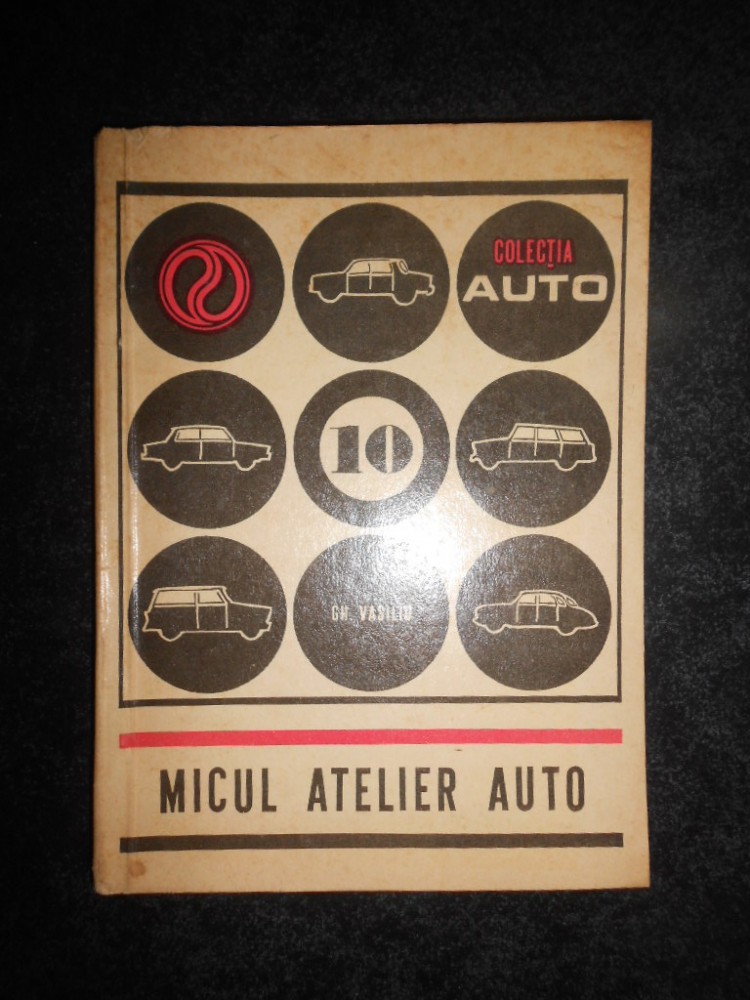 COLECȚIA
AUTO
10
GH. VASILIU
MICUL ATELIER AUTO